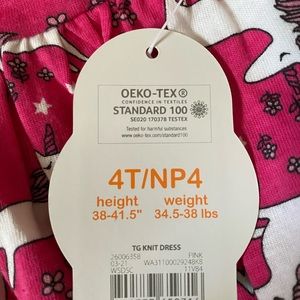 OEKO-TEX®
CONFIDENCE IN TEXTILES
STANDARD 100
SE020 170378 TESTEX
Tested for harmful substances
www.oeko-tex.com/standard100
4T/NP4
height weight
38-41.5" 34.5-38 lbs
TG KNIT DRESS
26006358 PINK
03-21 WA31100029248K8
WSDSC 11V84